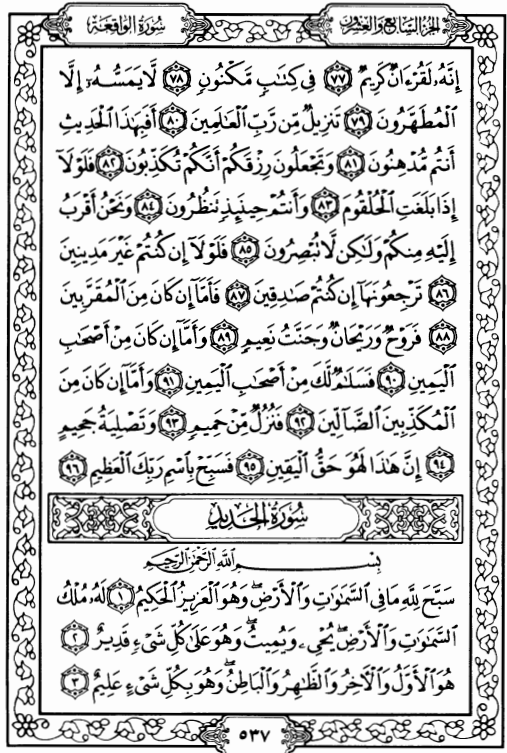 الجزء السابع والعشرون
سورة الواقعة
إِنَّهُۥ لَقُرْءَانٌ كَرِيمٌ ٧٧ فِى كِتَٰبٍ مَّكْنُونٍ ٧٨ لَّا يَمَسُّهُۥٓ إِلَّا
ٱلْمُطَهَّرُونَ ٧٩ تَنزِيلٌ مِّن رَّبِّ ٱلْعَٰلَمِينَ ٨٠ أَفَبِهَٰذَا ٱلْحَدِيثِ
أَنتُم مُّدْهِنُونَ ٨١ وَتَجْعَلُونَ رِزْقَكُمْ أَنَّكُمْ تُكَذِّبُونَ ٨٢ فَلَوْلَآ
إِذَا بَلَغَتِ ٱلْحُلْقُومَ ٨٣ وَأَنتُمْ حِينَئِذٍ تَنظُرُونَ ٨٤ وَنَحْنُ أَقْرَبُ
إِلَيْهِ مِنكُمْ وَلَٰكِن لَّا تُبْصِرُونَ ٨٥ فَلَوْلَآ إِن كُنتُمْ غَيْرَ مَدِينِينَ
٨٦ تَرْجِعُونَهَآ إِن كُنتُمْ صَٰدِقِينَ ٨٧ فَأَمَّآ إِن كَانَ مِنَ ٱلْمُقَرَّبِينَ
٨٨ فَرَوْحٌ وَرَيْحَانٌ وَجَنَّتُ نَعِيمٍ ٨٩ وَأَمَّآ إِن كَانَ مِنْ أَصْحَٰبِ
ٱلْيَمِينِ ٩٠ فَسَلَٰمٌ لَّكَ مِنْ أَصْحَٰبِ ٱلْيَمِينِ ٩١ وَأَمَّآ إِن كَانَ مِنَ
ٱلْمُكَذِّبِينَ ٱلضَّآلِّينَ ٩٢ فَنُزُلٌ مِّنْ حَمِيمٍ ٩٣ وَتَصْلِيَةُ جَحِيمٍ
٩٤ إِنَّ هَٰذَا لَهُوَ حَقُّ ٱلْيَقِينِ ٩٥ فَسَبِّحْ بِٱسْمِ رَبِّكَ ٱلْعَظِيمِ ٩٦
سورة الحديد
بِسْمِ ٱللَّهِ ٱلرَّحْمَٰنِ ٱلرَّحِيمِ
سَبَّحَ لِلَّهِ مَا فِى ٱلسَّمَٰوَٰتِ وَٱلْأَرْضِ ۖ وَهُوَ ٱلْعَزِيزُ ٱلْحَكِيمُ ١ لَهُۥ مُلْكُ
ٱلسَّمَٰوَٰتِ وَٱلْأَرْضِ ۖ يُحْىِۦ وَيُمِيتُ ۖ وَهُوَ عَلَىٰ كُلِّ شَىْءٍ قَدِيرٌ ٢
هُوَ ٱلْأَوَّلُ وَٱلْءَاخِرُ وَٱلظَّٰهِرُ وَٱلْبَاطِنُ ۖ وَهُوَ بِكُلِّ شَىْءٍ عَلِيمٌ ٣
٥٣٧